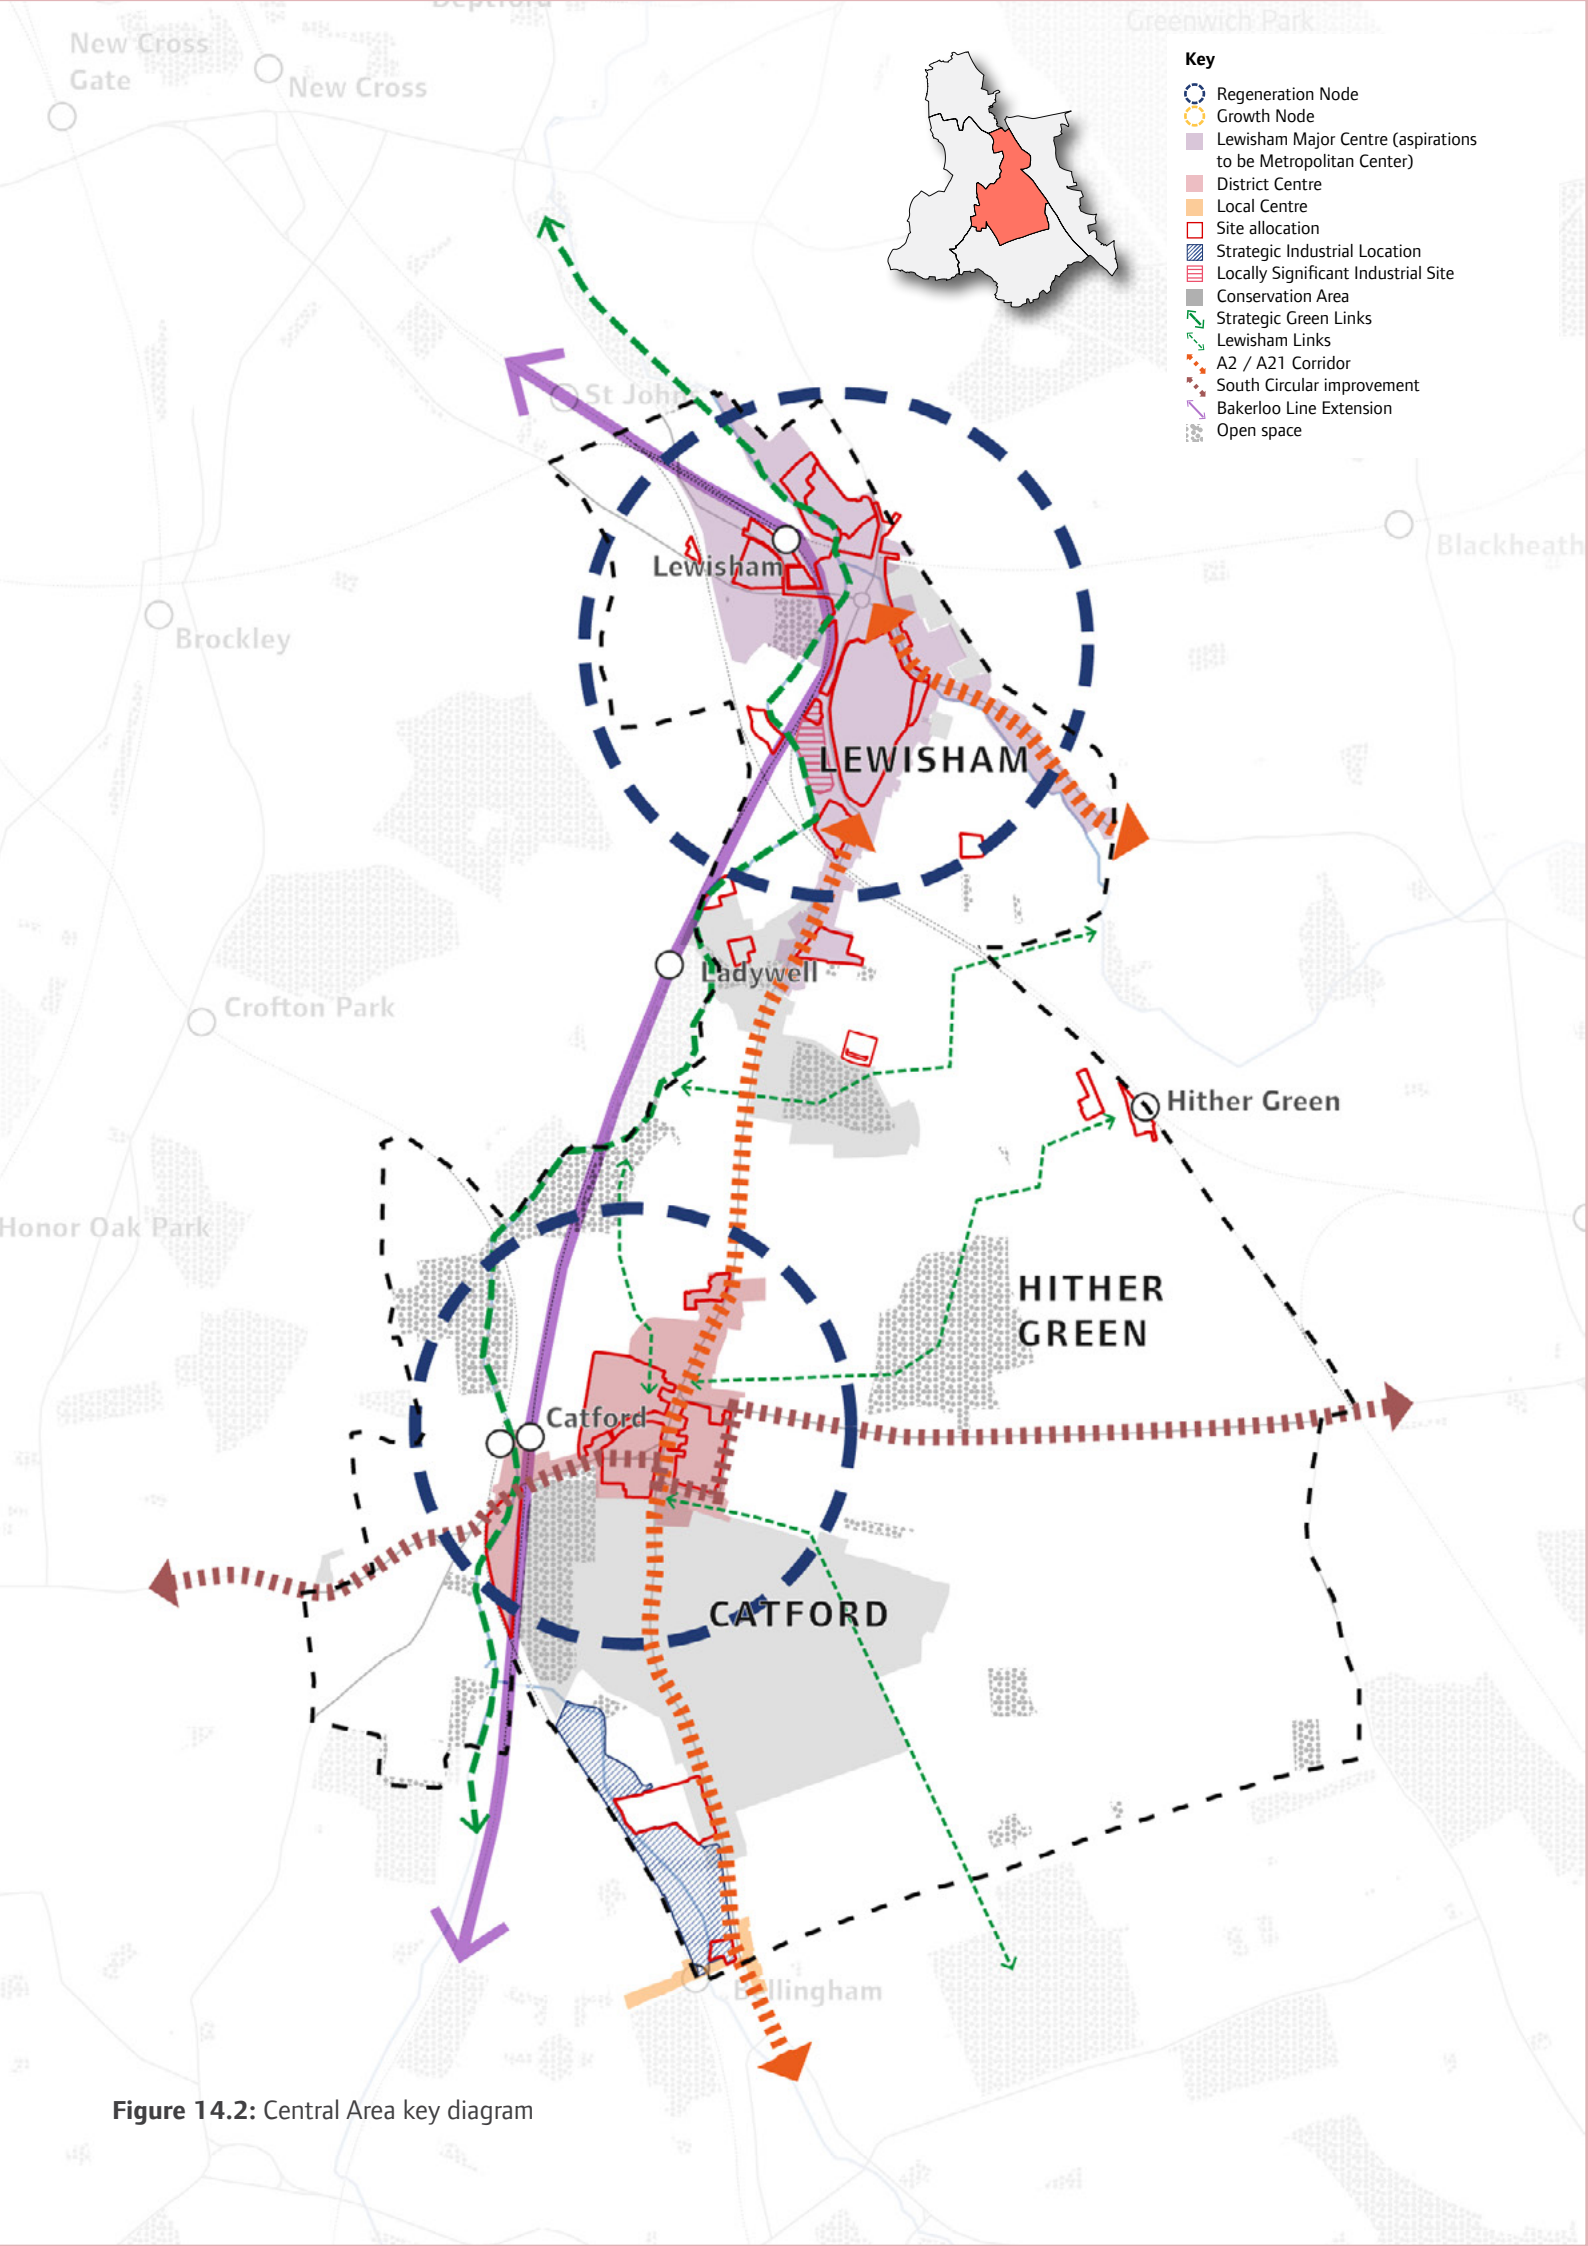 Deptford
Greenwich Park
New Cross
Gate
New Cross
Key
Regeneration Node
Growth Node
Lewisham Major Centre (aspirations
to be Metropolitan Center)
District Centre
Local Centre
Site allocation
Strategic Industrial Location
Locally Significant Industrial Site
Conservation Area
Strategic Green Links
Lewisham Links
A2 / A21 Corridor
South Circular improvement
Bakerloo Line Extension
Open space
St John
Blackheath
Lewisham
Brockley
LEWISHAM
Ladywell
Crofton Park
Hither Green
Honor Oak Park
HITHER
GREEN
Catford
CATFORD
Bellingham
Figure 14.2: Central Area key diagram